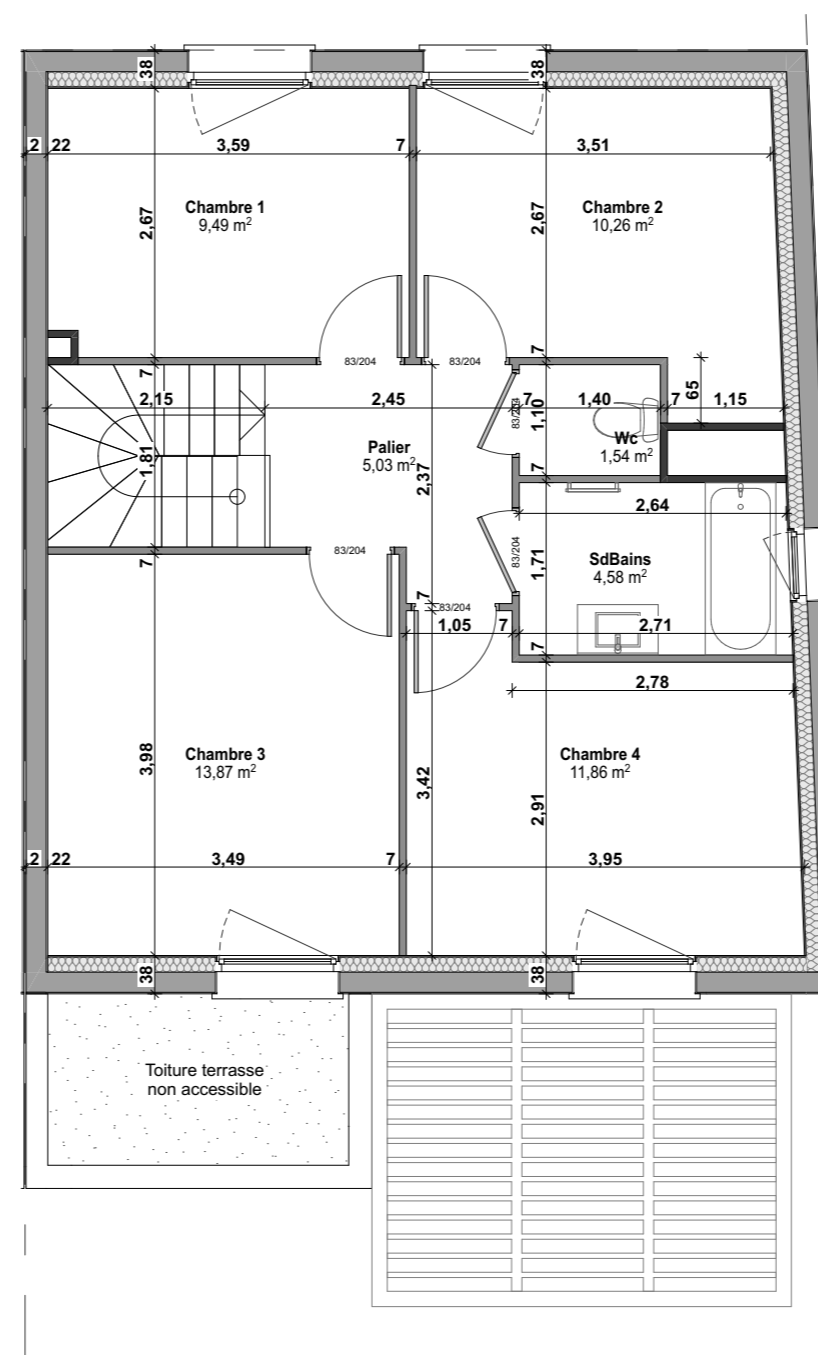 38
38
2
22
3,59
7
3,51
Chambre 1
9,49 m²
Chambre 2
10,26 m²
2,67
2,67
83/204
83/204
7
7
65
2,15
2,45
7
1,40
7
1,15
83/204
1,10
Wc
1,54 m²
Palier
5,03 m²
1,81
2,37
7
2,64
SdBains
4,58 m²
83/204
1,71
83/204
7
7
83/204
1,05
7
2,71
7
2,78
Chambre 3
13,87 m²
Chambre 4
11,86 m²
3,98
3,42
2,91
2
22
3,49
7
3,95
38
38
Toiture terrasse
non accessible